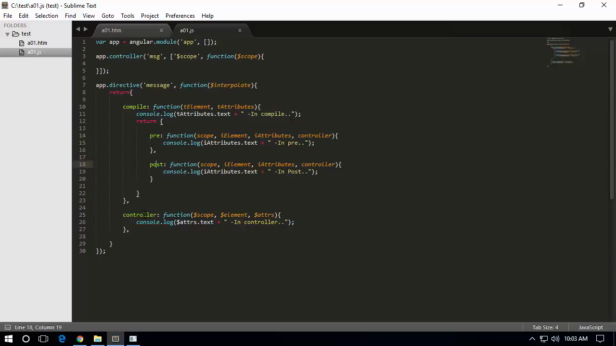 C:\test\a01.js - Sublime Text
File Edit Selection Find View Goto Tools Project Preferences Help
FOLDERS
test
a01.htm
a01.js
a01.htm
a01.js
1 var app = angular.module('app', []);
2
3 app.controller('msg', ['$scope', function($scope){
4
5 }]);
6
7 app.directive('message', function($interpolate){
8 return{
9
10 compile: function(tElement, tAttributes){
11 console.log(tAttributes.text + " -In compile..");
12 return {
13
14 pre: function(scope, iElement, iAttributes, controller){
15 console.log(iAttributes.text + " -In pre..");
16 },
17
18 post: function(scope, iElement, iAttributes, controller){
19 console.log(iAttributes.text + " -In Post..");
20 }
21
22 }
23 },
24
25 controller: function($scope, $element, $attrs){
26 console.log($attrs.text + " -In controller..");
27 },
28
29 }
30 });
Line 18, Column 19
Tab Size: 4
JavaScript
10:03 AM